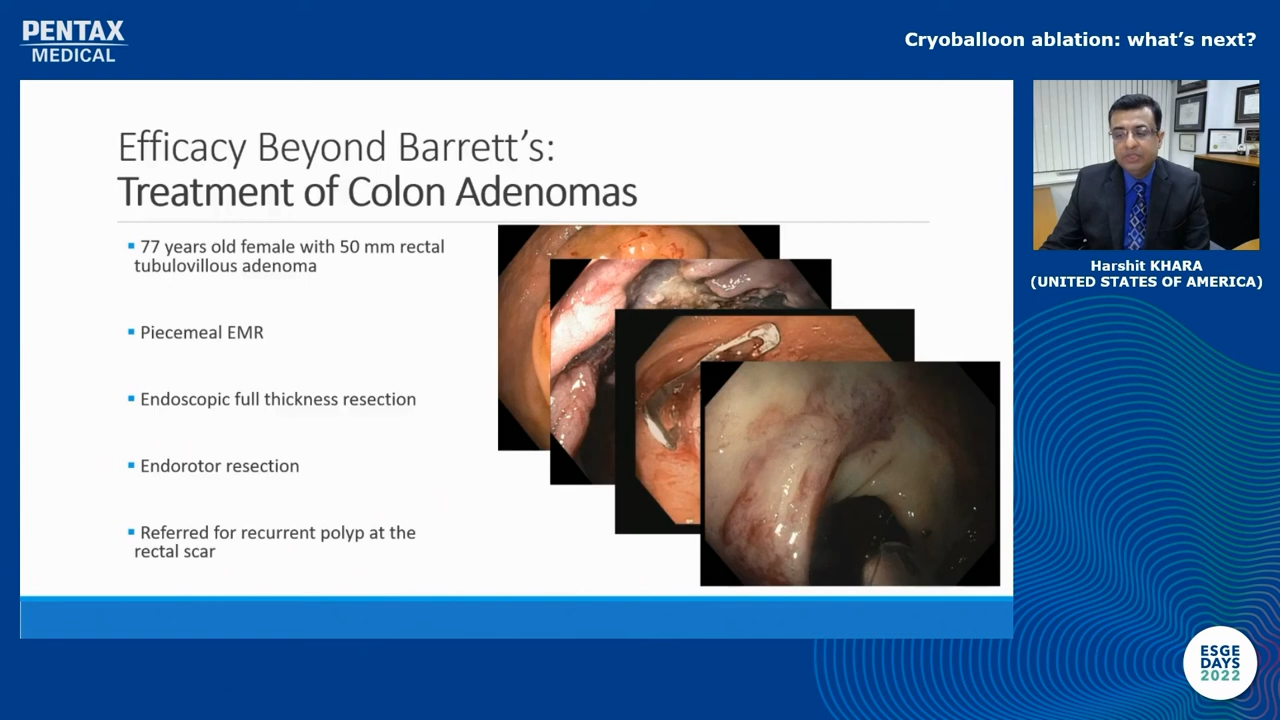 PENTAX
MEDICAL
Cryoballoon ablation: what's next?
Efficacy Beyond Barrett's:
Treatment of Colon Adenomas
77 years old female with 50 mm rectal
tubulovillous adenoma
Piecemeal EMR
Endoscopic full thickness resection
Endorotor resection
Referred for recurrent polyp at the
rectal scar
Harshit KHARA
(UNITED STATES OF AMERICA)
ESGE
DAYS
2022